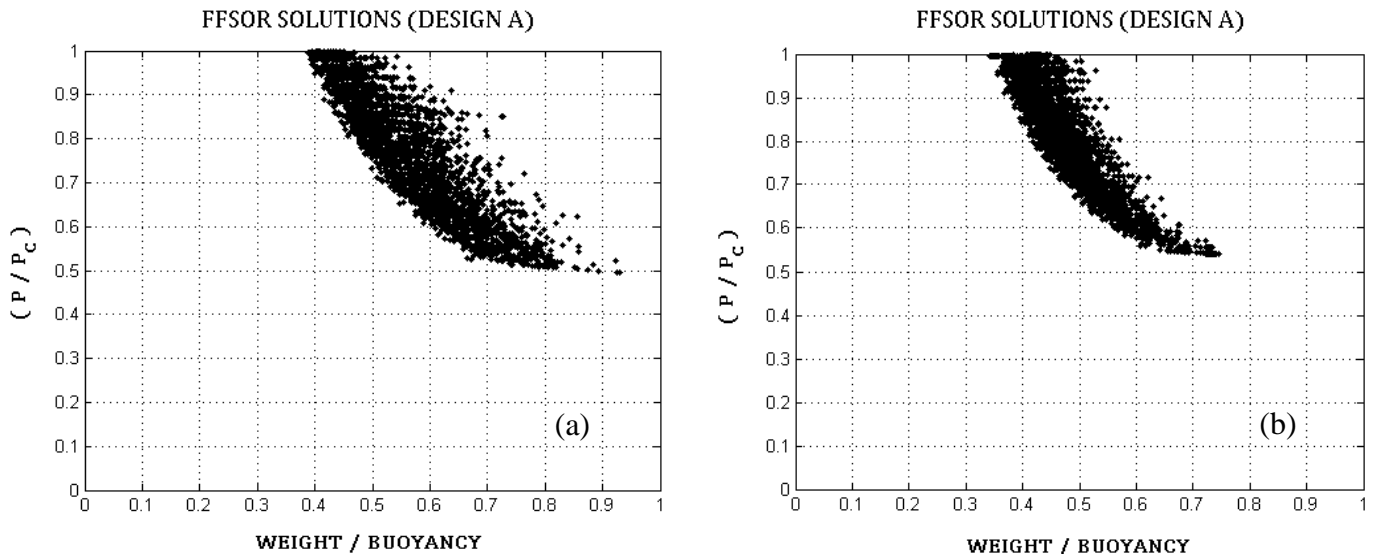 FFSOR SOLUTIONS (DESIGN A)
1
0.9
0.8
0.7
0.6
0.5
0.4
0.3
0.2
0.1
0
( P / PC )
(a)
0 0.1 0.2 0.3 0.4 0.5 0.6 0.7 0.8 0.9 1
WEIGHT / BUOYANCY
FFSOR SOLUTIONS (DESIGN A)
1
0.9
0.8
0.7
0.6
0.5
0.4
0.3
0.2
0.1
0
( P / PC )
(b)
0 0.1 0.2 0.3 0.4 0.5 0.6 0.7 0.8 0.9 1
WEIGHT / BUOYANCY